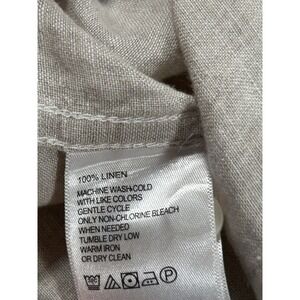 100% LINEN
MACHINE WASH-COLD
WITH LIKE COLORS
GENTLE CYCLE
ONLY NON-CHLORINE BLEACH
WHEN NEEDED
TUMBLE DRY LOW
WARM IRON
OR DRY CLEAN